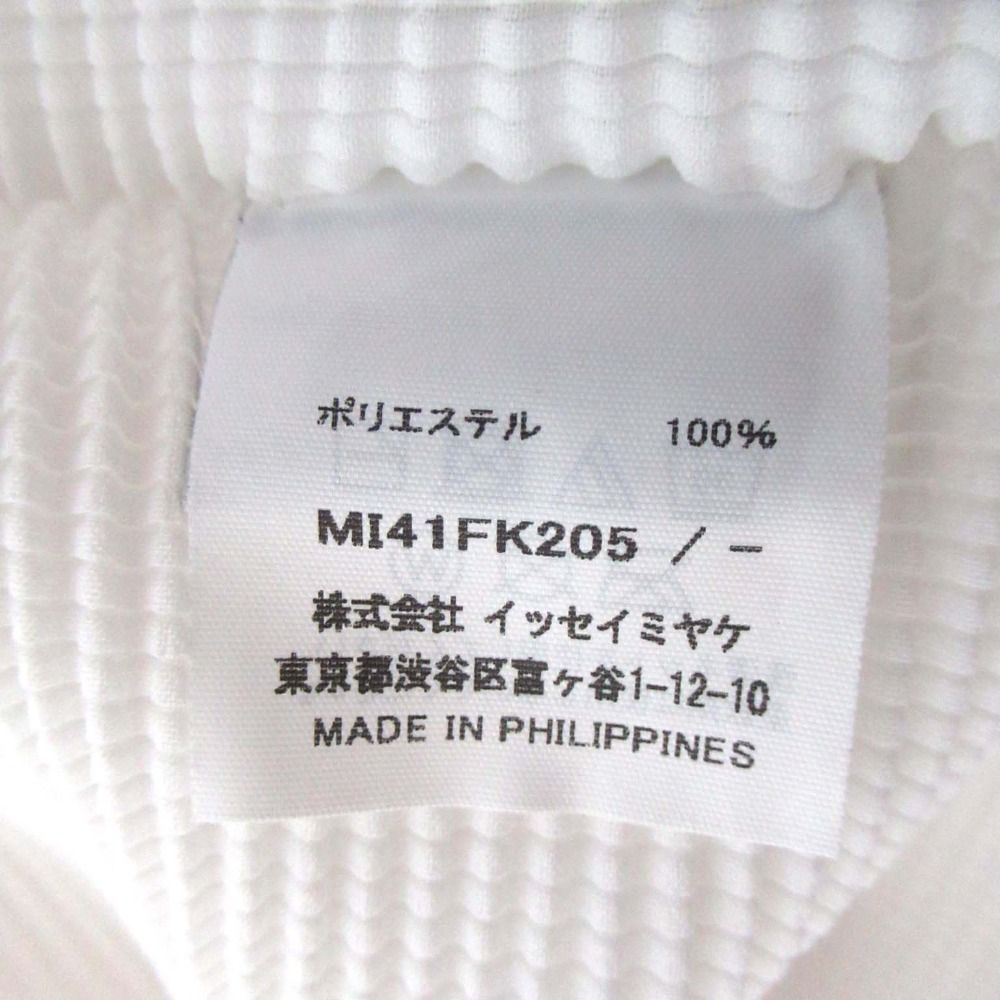 ポリエステル 100%
MI41FK205 / -
株式会社 イッセイミヤケ
東京都渋谷区富ヶ谷1-12-10
MADE IN PHILIPPINES